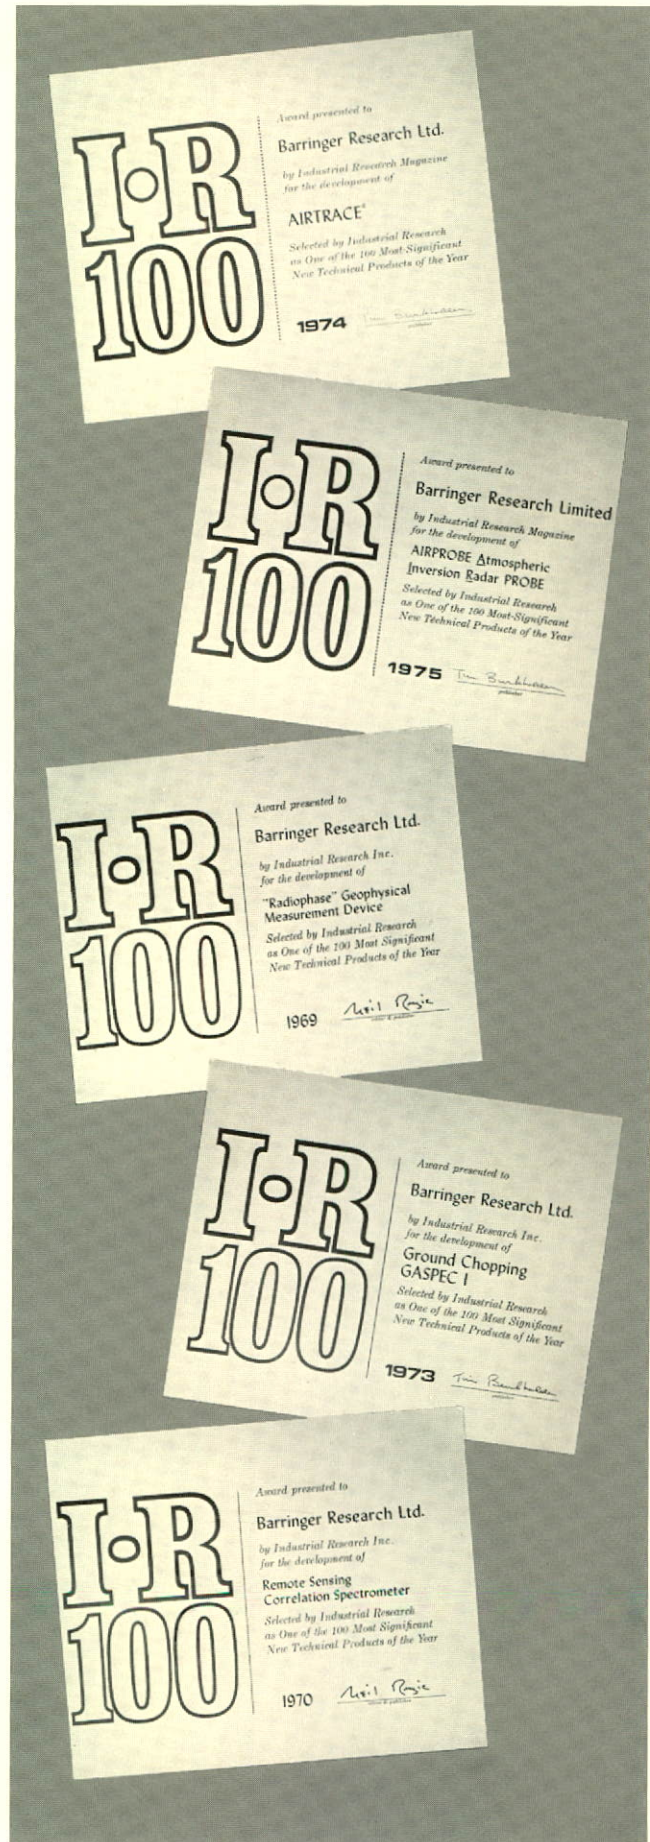 I·R
100
Award presented to
Barringer Research Ltd.
by Industrial Research Magazine
for the development of
AIRTRACE®
Selected by Industrial Research
as One of the 100 Most-Significant
New Technical Products of the Year
1974
I·R
100
Award presented to
Barringer Research Limited
by Industrial Research Magazine
for the development of
AIRPROBE Atmospheric
Inversion Radar PROBE
Selected by Industrial Research
as One of the 100 Most-Significant
New Technical Products of the Year
1975
publisher
I·R
100
Award presented to
Barringer Research Ltd.
by Industrial Research Inc.
for the development of
"Radiophase" Geophysical
Measurement Device
Selected by Industrial Research
as One of the 100 Most Significant
New Technical Products of the Year
1969
I·R
100
Award presented to
Barringer Research Ltd.
by Industrial Research Inc.
for the development of
Ground Chopping
GASPEC I
Selected by Industrial Research
as One of the 100 Most Significant
New Technical Products of the Year
1973
I·R
100
Award presented to
Barringer Research Ltd.
by Industrial Research Inc.
for the development of
Remote Sensing
Correlation Spectrometer
Selected by Industrial Research
as One of the 100 Most Significant
New Technical Products of the Year
1970